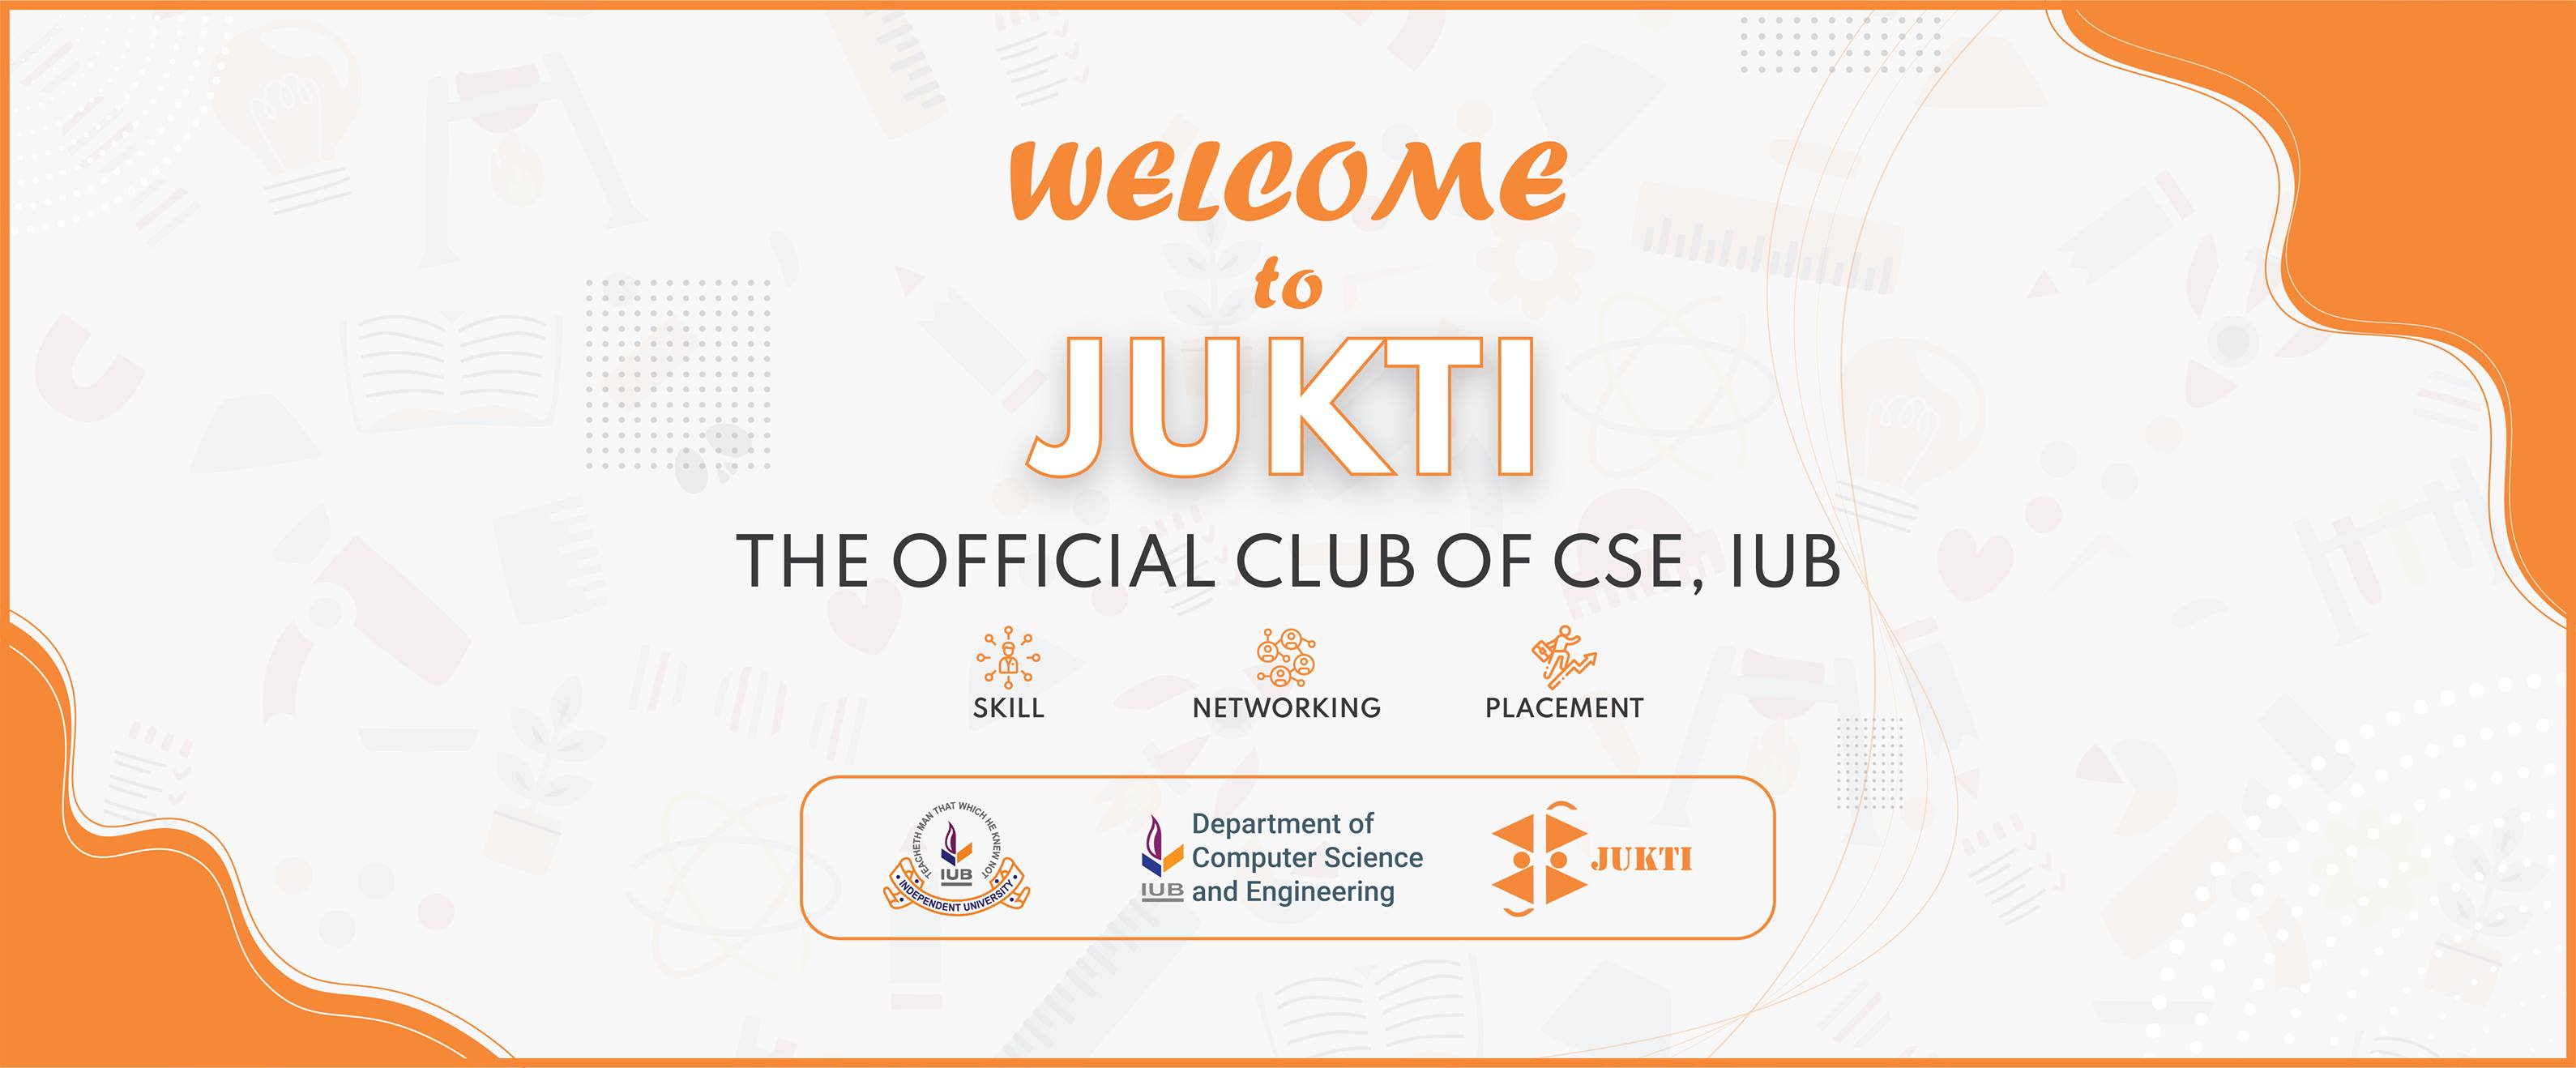 WELCOME
to
JUKTI
THE OFFICIAL CLUB OF CSE, IUB
SKILL
NETWORKING
PLACEMENT
TEACHETH MAN THAT WHICH HE KNEW NOT
IUB
INDEPENDENT UNIVERSITY
IUB
Department of
Computer Science
and Engineering
JUKTI